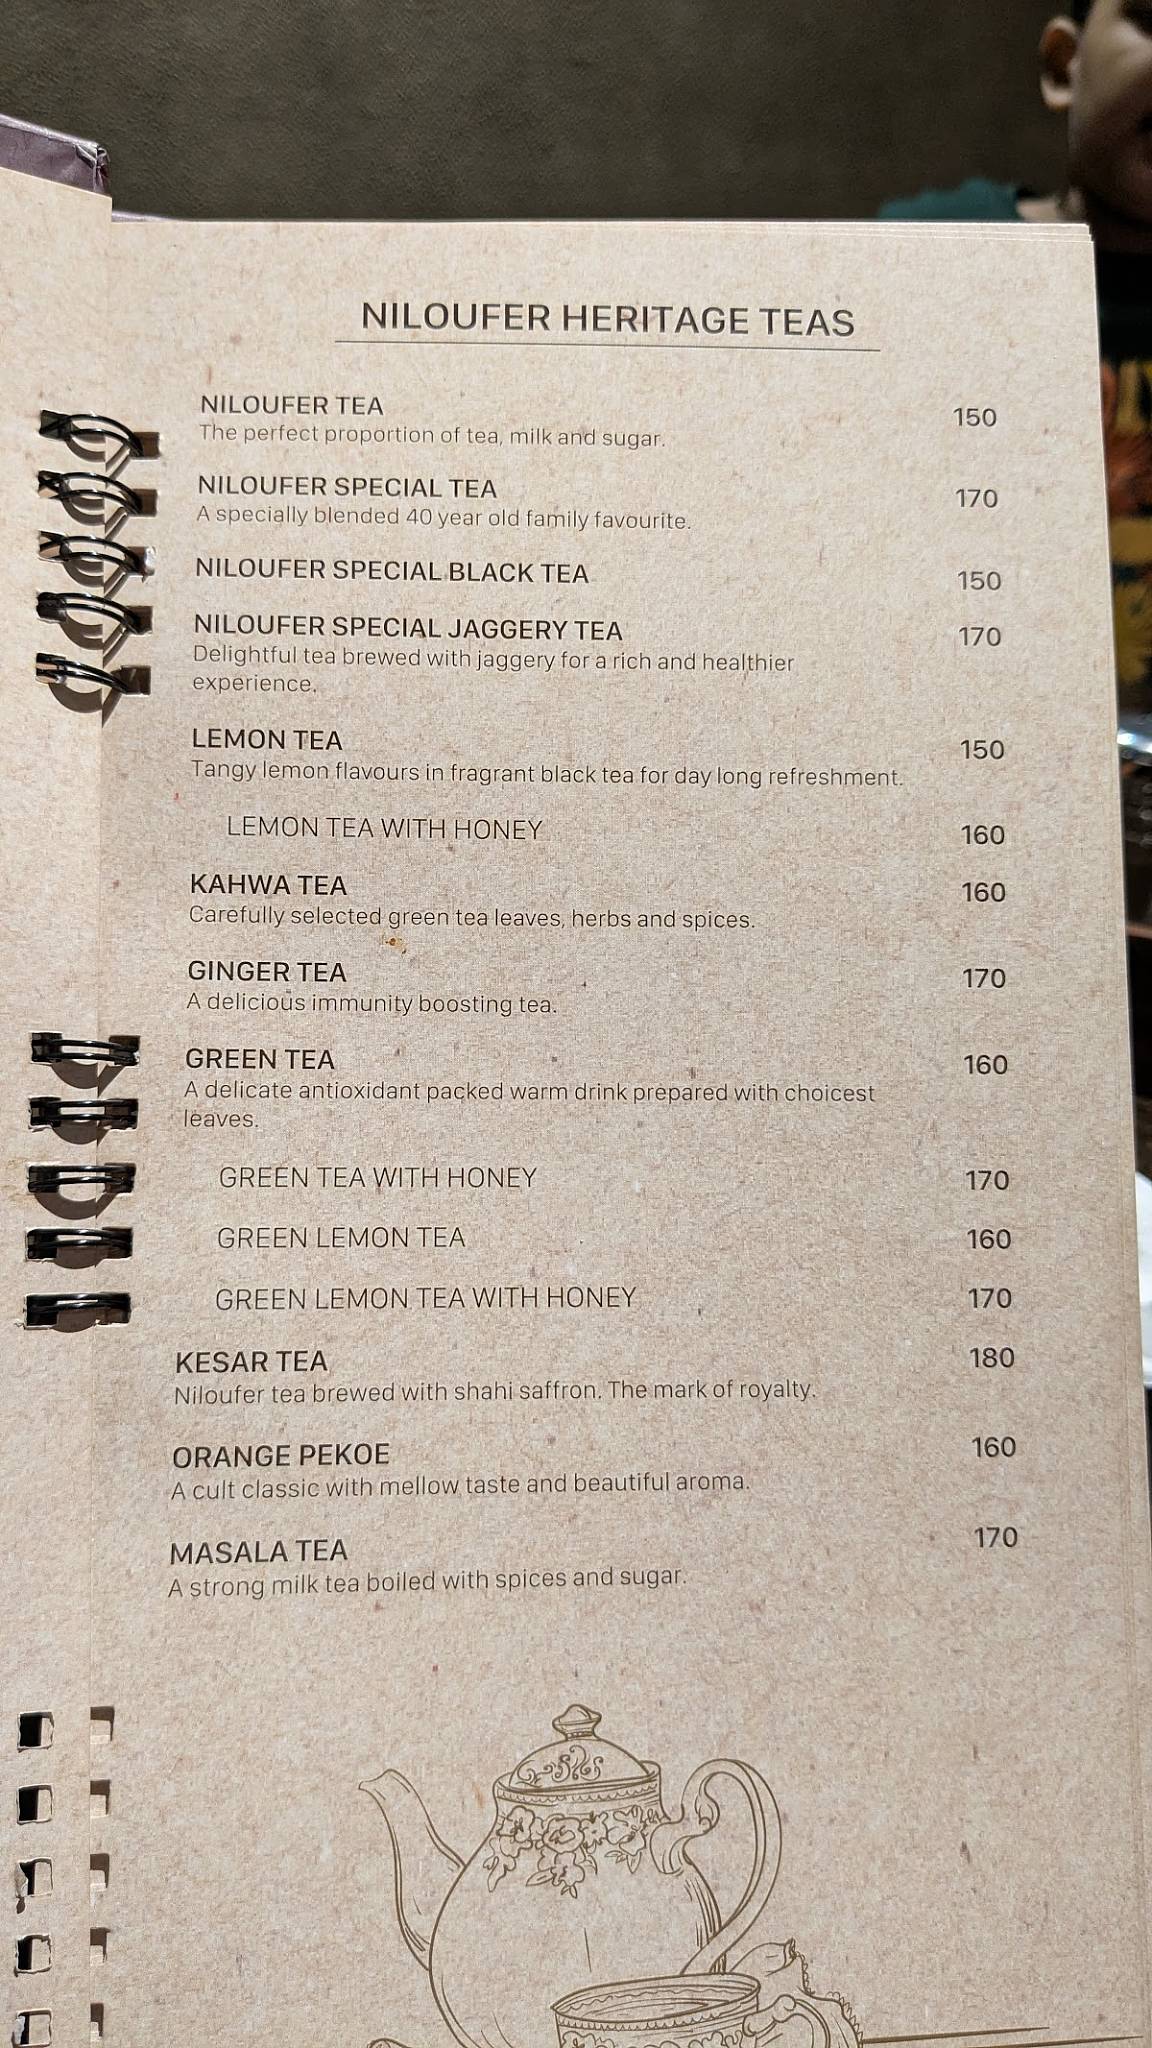 NILOUFER HERITAGE TEAS
NILOUFER TEA 150
The perfect proportion of tea, milk and sugar.
NILOUFER SPECIAL TEA 170
A specially blended 40 year old family favourite.
NILOUFER SPECIAL BLACK TEA 150
NILOUFER SPECIAL JAGGERY TEA 170
Delightful tea brewed with jaggery for a rich and healthier
experience.
LEMON TEA 150
Tangy lemon flavours in fragrant black tea for day long refreshment.
LEMON TEA WITH HONEY 160
KAHWA TEA 160
Carefully selected green tea leaves, herbs and spices.
GINGER TEA 170
A delicious immunity boosting tea.
GREEN TEA 160
A delicate antioxidant packed warm drink prepared with choicest
leaves.
GREEN TEA WITH HONEY 170
GREEN LEMON TEA 160
GREEN LEMON TEA WITH HONEY 170
KESAR TEA 180
Niloufer tea brewed with shahi saffron. The mark of royalty.
ORANGE PEKOE 160
A cult classic with mellow taste and beautiful aroma.
MASALA TEA 170
A strong milk tea boiled with spices and sugar.